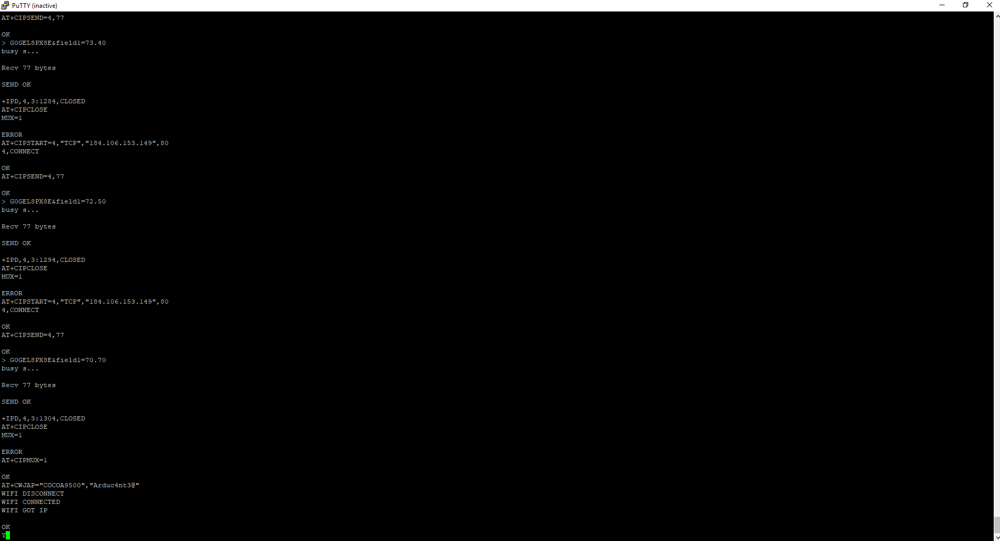 PuTTY (inactive)
AT+CIPSEND=4,77
OK
> G0GEL8PX8E&field1=73.40
busy s...
Recv 77 bytes
SEND OK
+IPD,4,3:1284,CLOSED
AT+CIPCLOSE
MUX=1
ERROR
AT+CIPSTART=4,"TCP","184.106.153.149",80
4,CONNECT
OK
AT+CIPSEND=4,77
OK
> G0GEL8PX8E&field1=72.50
busy s...
Recv 77 bytes
SEND OK
+IPD,4,3:1294,CLOSED
AT+CIPCLOSE
MUX=1
ERROR
AT+CIPSTART=4,"TCP","184.106.153.149",80
4,CONNECT
OK
AT+CIPSEND=4,77
OK
> G0GEL8PX8E&field1=70.70
busy s...
Recv 77 bytes
SEND OK
+IPD,4,3:1304,CLOSED
AT+CIPCLOSE
MUX=1
ERROR
AT+CIPMUX=1
OK
AT+CWJAP="COCOA9500","Arduc4nt3@"
WIFI DISCONNECT
WIFI CONNECTED
WIFI GOT IP
OK
Y